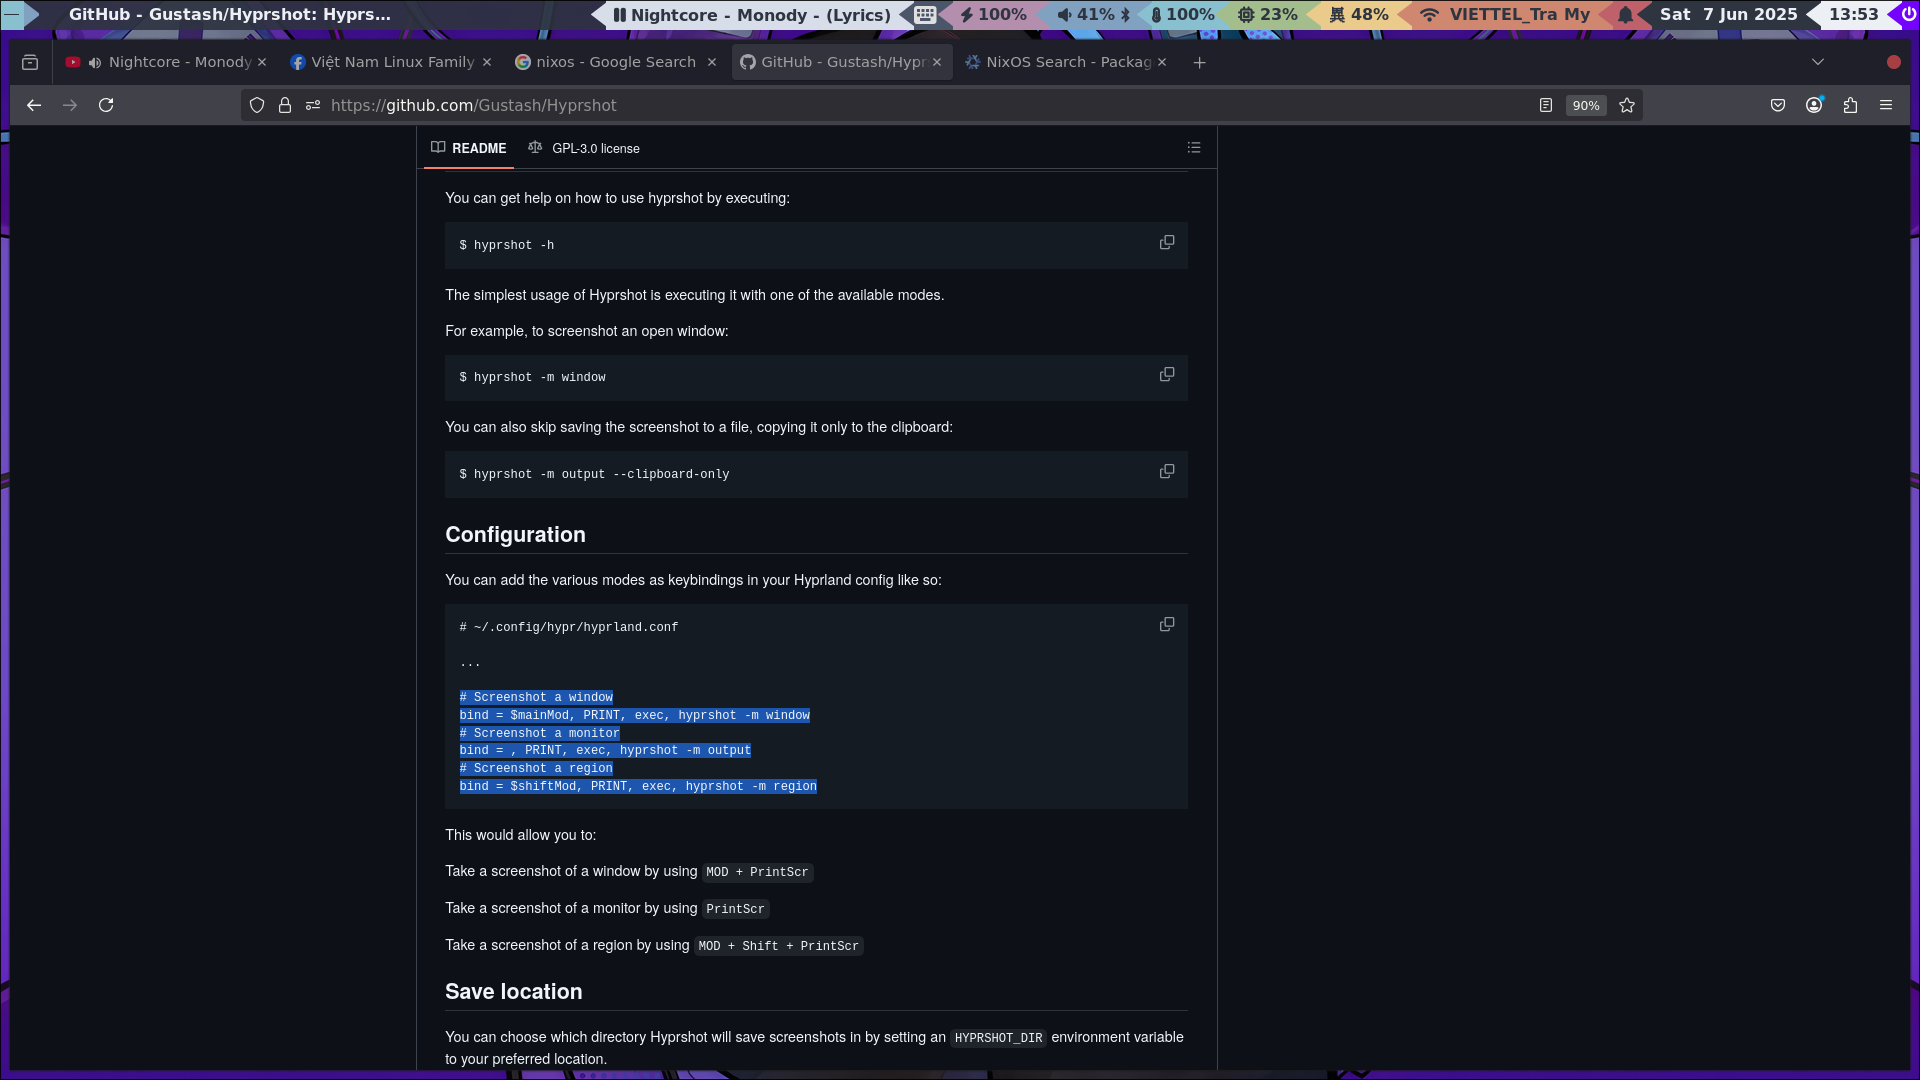 GitHub - Gustash/Hyprshot: Hyprs...
Nightcore - Monody - (Lyrics)
100%
41%
100%
23%
48%
VIETTEL_Tra My
Sat 7 Jun 2025
13:53
Nightcore - Monody
Việt Nam Linux Family
nixos - Google Search
GitHub - Gustash/Hypr
NixOS Search - Packag
https://github.com/Gustash/Hyprshot
90%
README
GPL-3.0 license
You can get help on how to use hyprshot by executing:
$ hyprshot -h
The simplest usage of Hyprshot is executing it with one of the available modes.
For example, to screenshot an open window:
$ hyprshot -m window
You can also skip saving the screenshot to a file, copying it only to the clipboard:
$ hyprshot -m output --clipboard-only
Configuration
You can add the various modes as keybindings in your Hyprland config like so:
# ~/.config/hypr/hyprland.conf
...
# Screenshot a window
bind = $mainMod, PRINT, exec, hyprshot -m window
# Screenshot a monitor
bind = , PRINT, exec, hyprshot -m output
# Screenshot a region
bind = $shiftMod, PRINT, exec, hyprshot -m region
This would allow you to:
Take a screenshot of a window by using MOD + PrintScr
Take a screenshot of a monitor by using PrintScr
Take a screenshot of a region by using MOD + Shift + PrintScr
Save location
You can choose which directory Hyprshot will save screenshots in by setting an HYPRSHOT_DIR environment variable
to your preferred location.